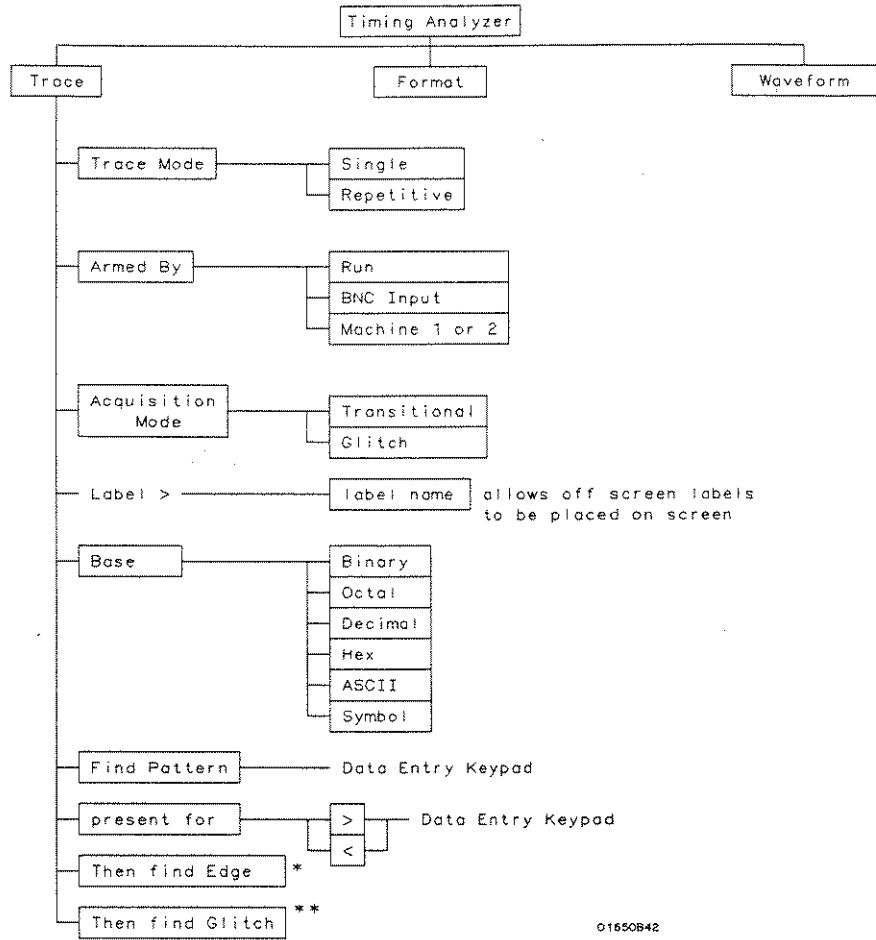 Timing Analyzer
Trace
Format
Waveform
Trace Mode
Single
Repetitive
Armed By
Run
BNC Input
Machine 1 or 2
Acquisition
Mode
Transitional
Glitch
Label >
label name
allows off screen labels
to be placed on screen
Base
Binary
Octal
Decimal
Hex
ASCII
Symbol
Find Pattern
Data Entry Keypad
present for
>
<
Data Entry Keypad
Then find Edge *
Then find Glitch **
01650B42